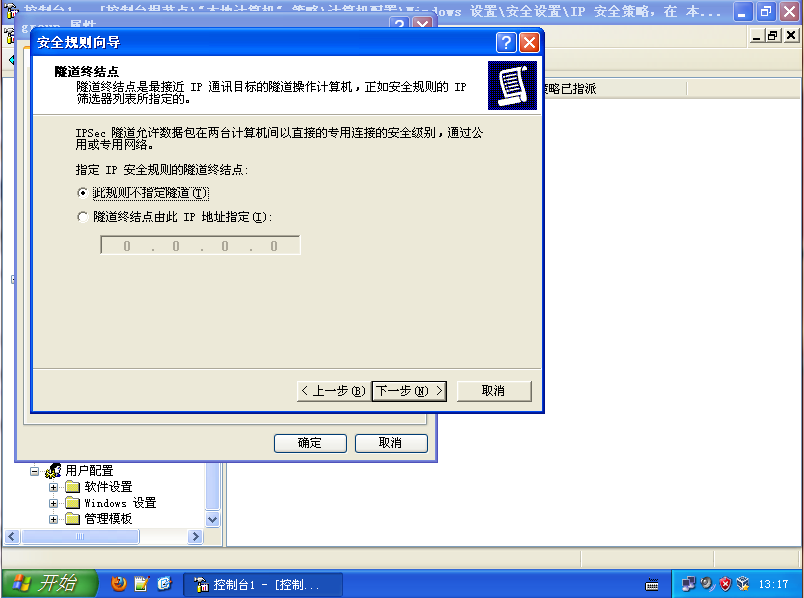 控制台1 - [控制台根节点\"本地计算机" 策略\计算机配置\Windows 设置\安全设置\IP 安全策略，在 本...
group 属性
安全规则向导
隧道终结点
隧道终结点是最接近 IP 通讯目标的隧道操作计算机，正如安全规则的 IP
筛选器列表所指定的。
策略已指派
IPSec 隧道允许数据包在两台计算机间以直接的专用连接的安全级别，通过公
用或专用网络。
指定 IP 安全规则的隧道终结点:
此规则不指定隧道(T)
隧道终结点由此 IP 地址指定(I):
0 . 0 . 0 . 0
< 上一步(B) 下一步(N) > 取消
确定 取消
用户配置
软件设置
Windows 设置
管理模板
开始 控制台1 - [控制... 13:17